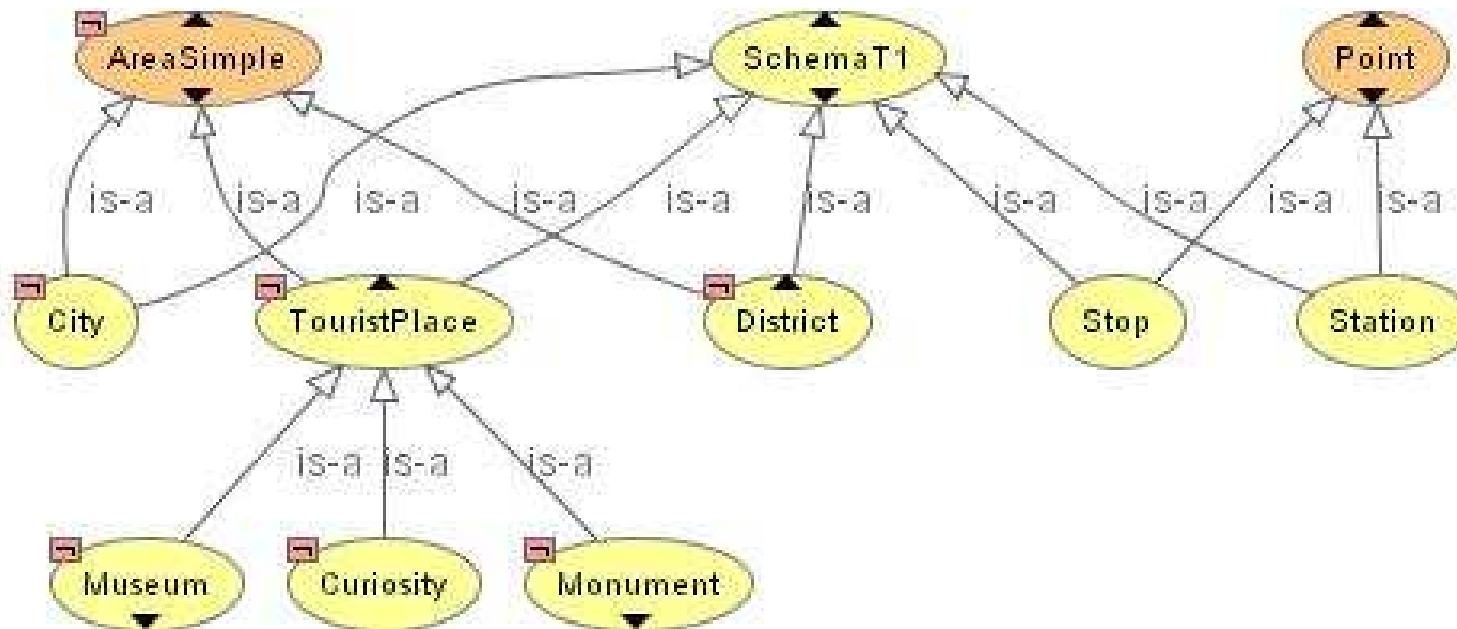 AreaSimple SchemaT1 Point
is-a is-a is-a is-a is-a is-a is-a is-a is-a is-a
City TouristPlace District Stop Station
is-a is-a is-a
Museum Curiosity Monument